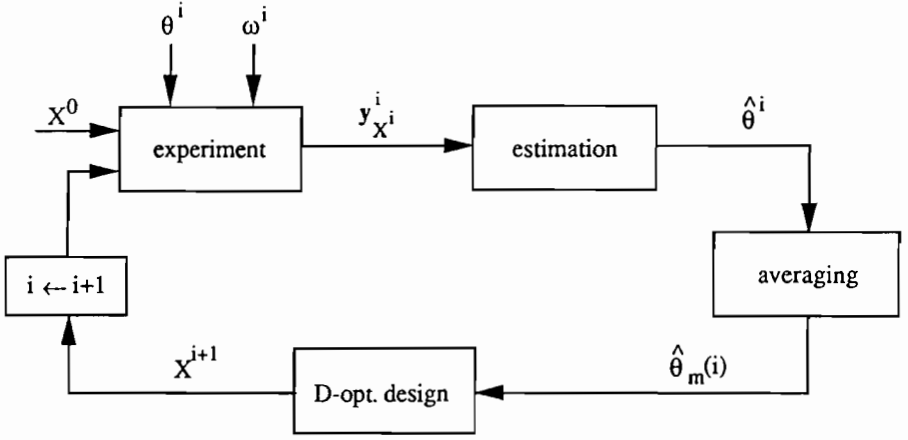 θ^i ω^i
X^0
experiment
y^i_{X^i}
estimation
θ̂^i
averaging
i ← i+1
X^{i+1}
D-opt. design
θ̂_m(i)